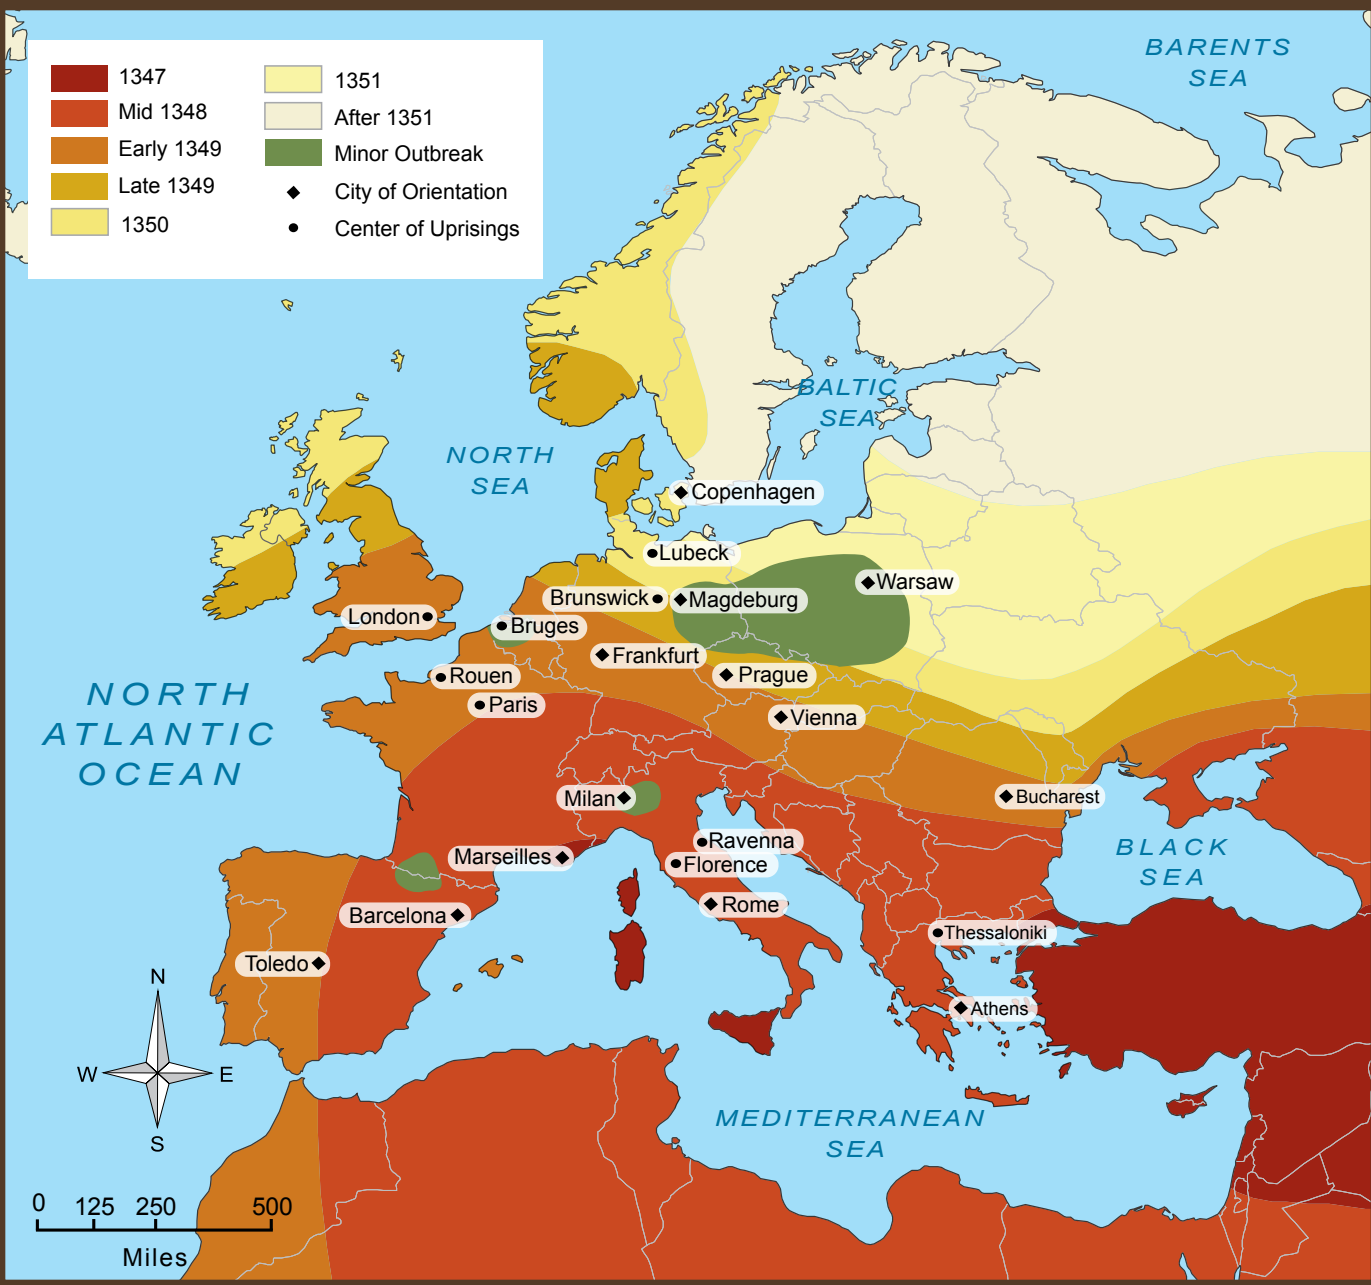 1347
Mid 1348
Early 1349
Late 1349
1350
1351
After 1351
Minor Outbreak
City of Orientation
Center of Uprisings
BARENTS
SEA
BALTIC
SEA
NORTH
SEA
Copenhagen
Lubeck
Warsaw
Brunswick
Magdeburg
London
Bruges
Frankfurt
Rouen
Prague
Paris
Vienna
NORTH
ATLANTIC
OCEAN
Milan
Bucharest
Ravenna
Marseilles
Florence
BLACK
SEA
Barcelona
Rome
Thessaloniki
Toledo
Athens
N
W
E
S
MEDITERRANEAN
SEA
0 125 250 500
Miles